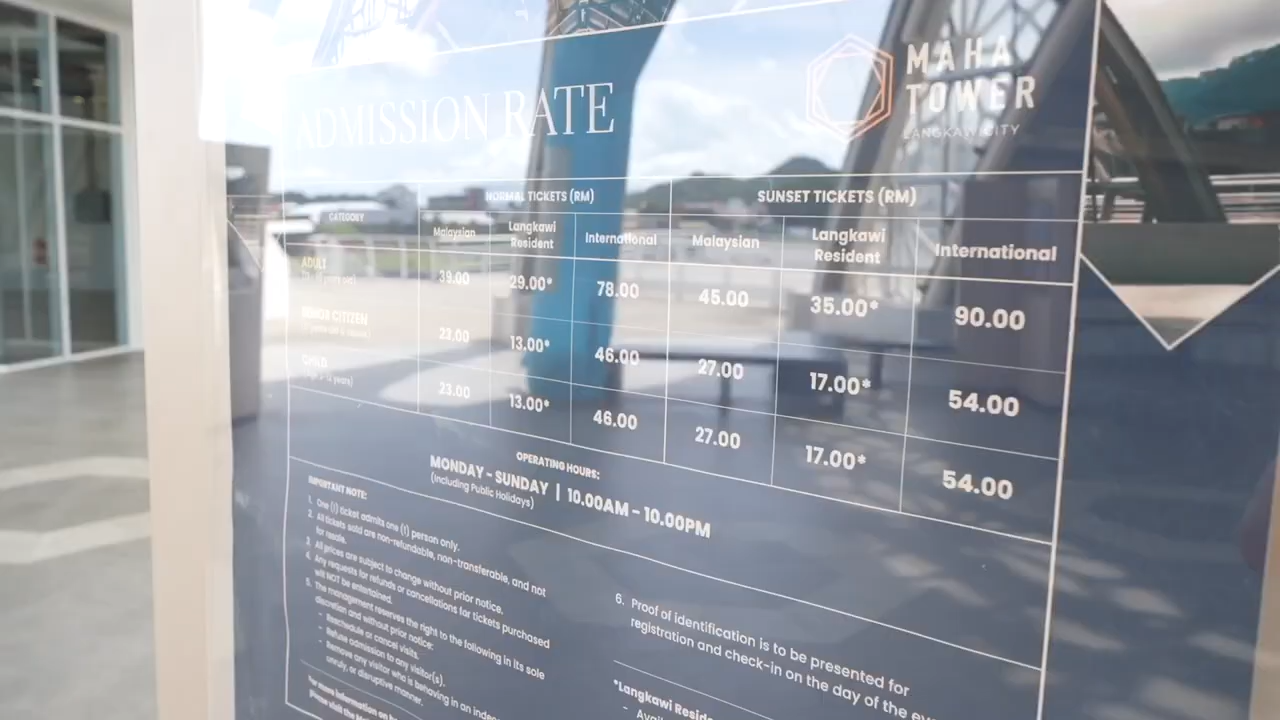 ADMISSION RATE
MAHA
TOWER
LANGKAWI CITY
CATEGORY
NORMAL TICKETS (RM)
SUNSET TICKETS (RM)
Malaysian
Langkawi
Resident
International
Malaysian
Langkawi
Resident
International
ADULT
39.00
29.00*
78.00
45.00
35.00*
90.00
SENIOR CITIZEN
23.00
13.00*
46.00
27.00
17.00*
54.00
CHILD
23.00
13.00*
46.00
27.00
17.00*
54.00
OPERATING HOURS:
MONDAY - SUNDAY | 10.00AM - 10.00PM
(Including Public Holidays)
IMPORTANT NOTE:
1. One (1) ticket admits one (1) person only.
2. All tickets sold are non-refundable, non-transferable, and not
for resale.
3. All prices are subject to change without prior notice.
4. Any requests for refunds or cancellations for tickets purchased
will NOT be entertained.
5. The management reserves the right to the following in its sole
discretion and without prior notice:
- Reschedule or cancel visits.
- Refuse admission to any visitor(s).
- Remove any visitor who is behaving in an
unruly, or disruptive manner.
For more information on
please visit the
6. Proof of identification is to be presented for
registration and check-in on the day of the
*Langkawi